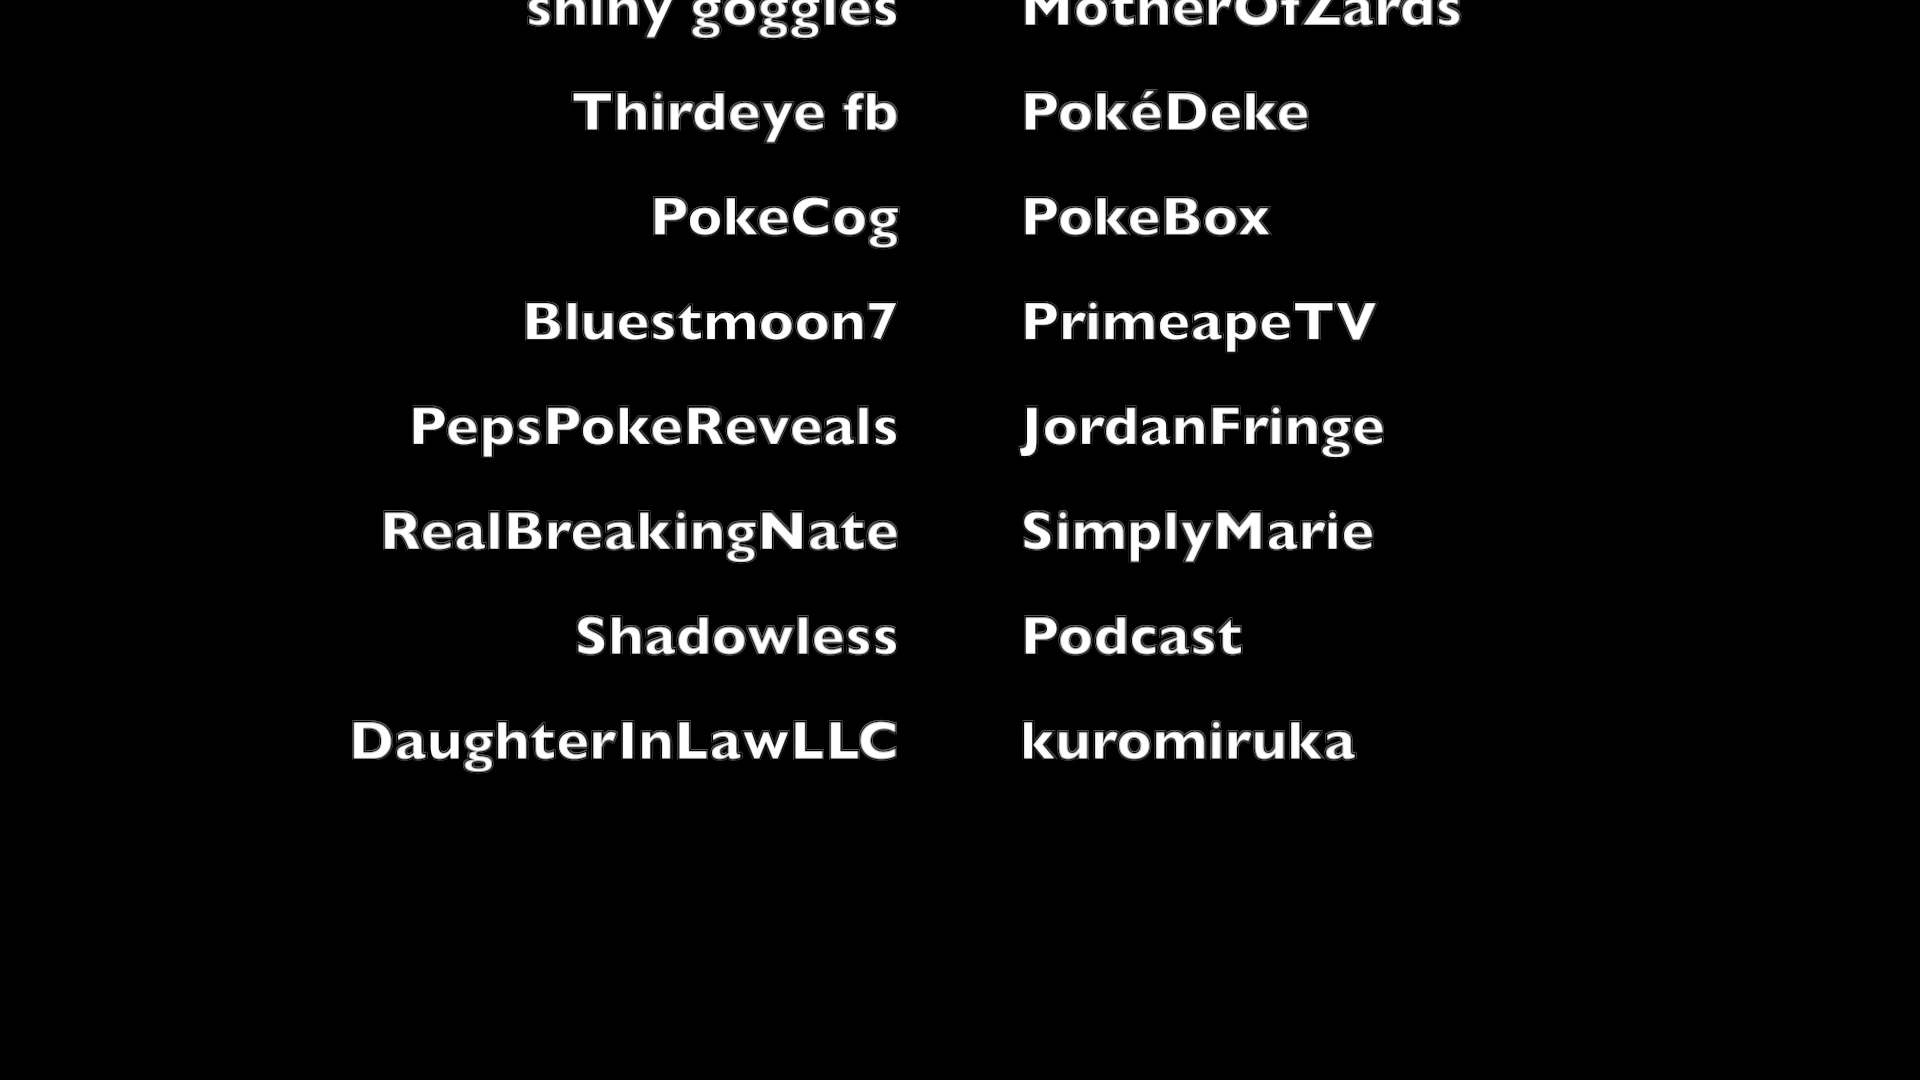 shiny goggles MotherOfZards
Thirdeye fb PokéDeke
PokeCog PokeBox
Bluestmoon7 PrimeapeTV
PepsPokeReveals JordanFringe
RealBreakingNate SimplyMarie
Shadowless Podcast
DaughterInLawLLC kuromiruka